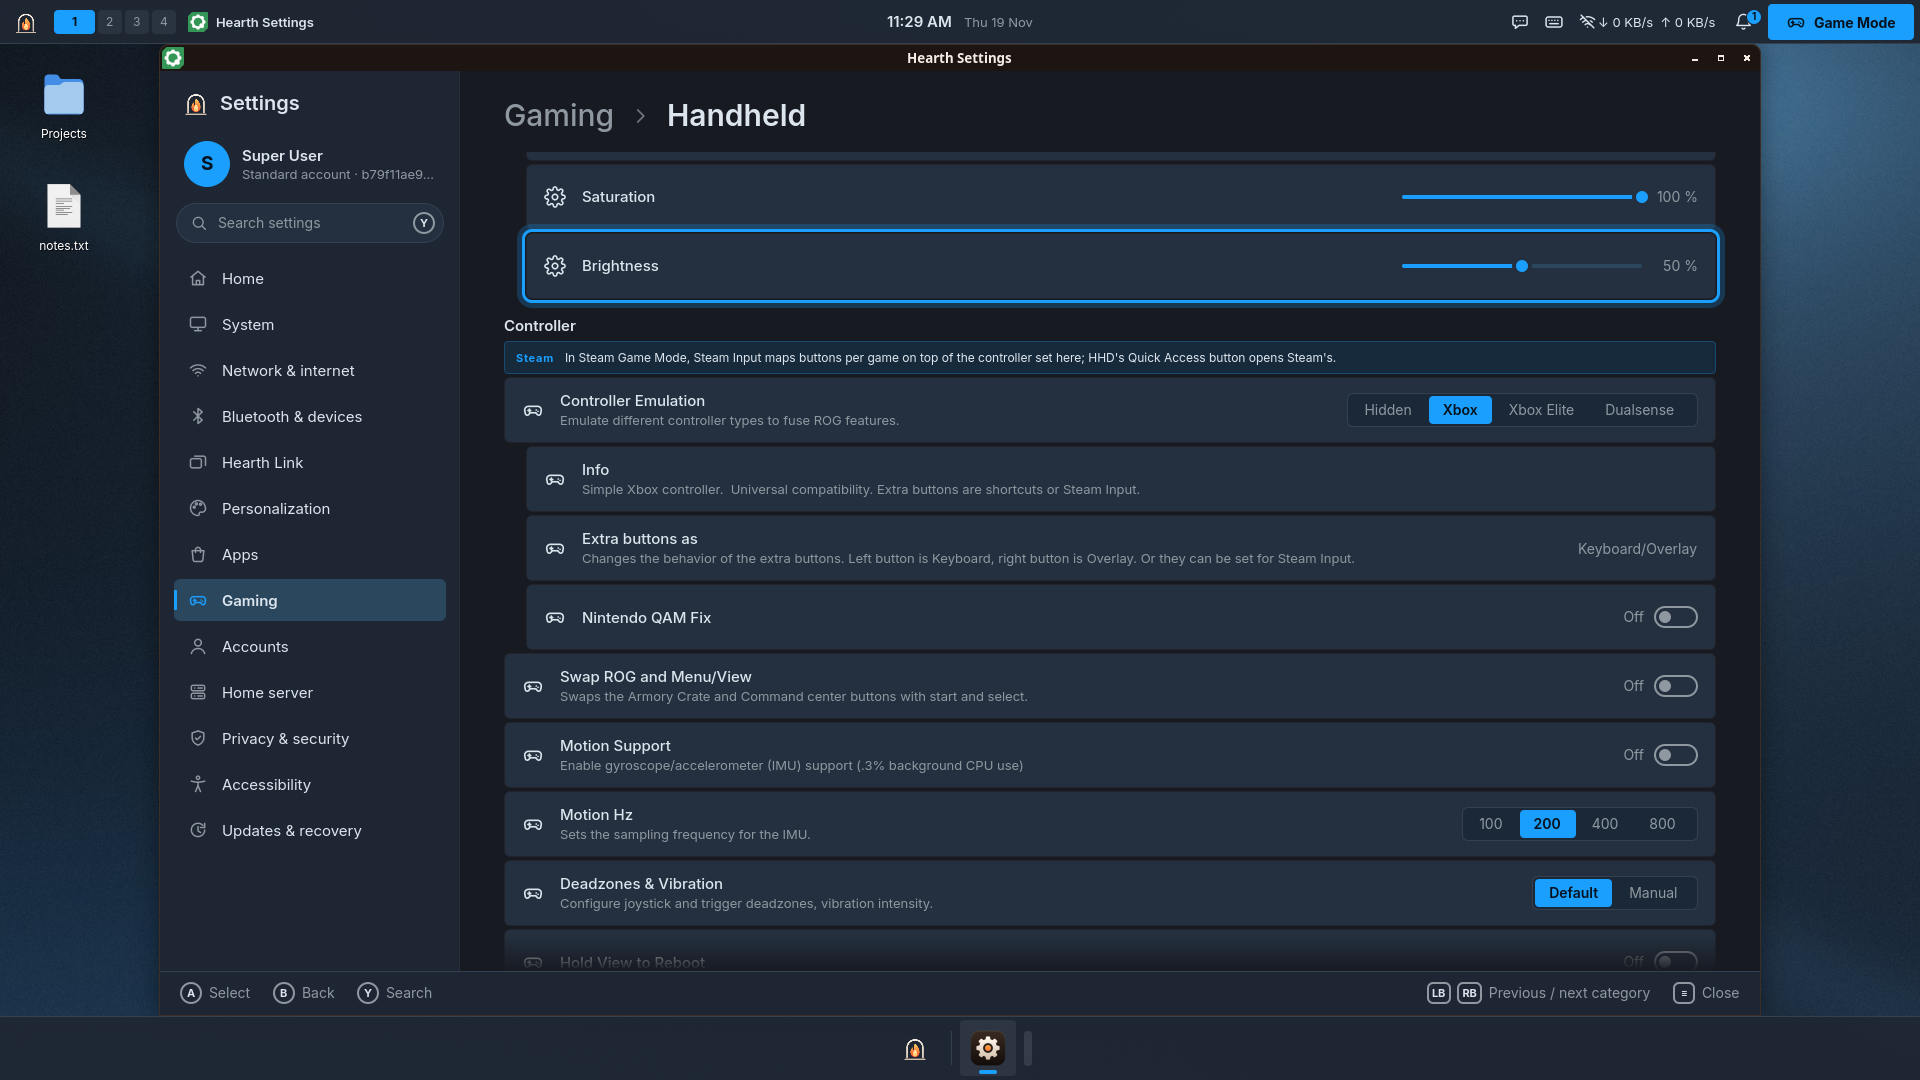 1 2 3 4 Hearth Settings 11:29 AM Thu 19 Nov ↓ 0 KB/s ↑ 0 KB/s 1 Game Mode
Hearth Settings
Projects
notes.txt
Settings
S
Super User
Standard account · b79f11ae9...
Search settings Y
Home
System
Network & internet
Bluetooth & devices
Hearth Link
Personalization
Apps
Gaming
Accounts
Home server
Privacy & security
Accessibility
Updates & recovery
Gaming > Handheld
Saturation 100 %
Brightness 50 %
Controller
Steam In Steam Game Mode, Steam Input maps buttons per game on top of the controller set here; HHD's Quick Access button opens Steam's.
Controller Emulation
Emulate different controller types to fuse ROG features.
Hidden Xbox Xbox Elite Dualsense
Info
Simple Xbox controller.  Universal compatibility. Extra buttons are shortcuts or Steam Input.
Extra buttons as
Changes the behavior of the extra buttons. Left button is Keyboard, right button is Overlay. Or they can be set for Steam Input.
Keyboard/Overlay
Nintendo QAM Fix Off
Swap ROG and Menu/View
Swaps the Armory Crate and Command center buttons with start and select.
Off
Motion Support
Enable gyroscope/accelerometer (IMU) support (.3% background CPU use)
Off
Motion Hz
Sets the sampling frequency for the IMU.
100 200 400 800
Deadzones & Vibration
Configure joystick and trigger deadzones, vibration intensity.
Default Manual
Hold View to Reboot Off
A Select B Back Y Search LB RB Previous / next category ≡ Close